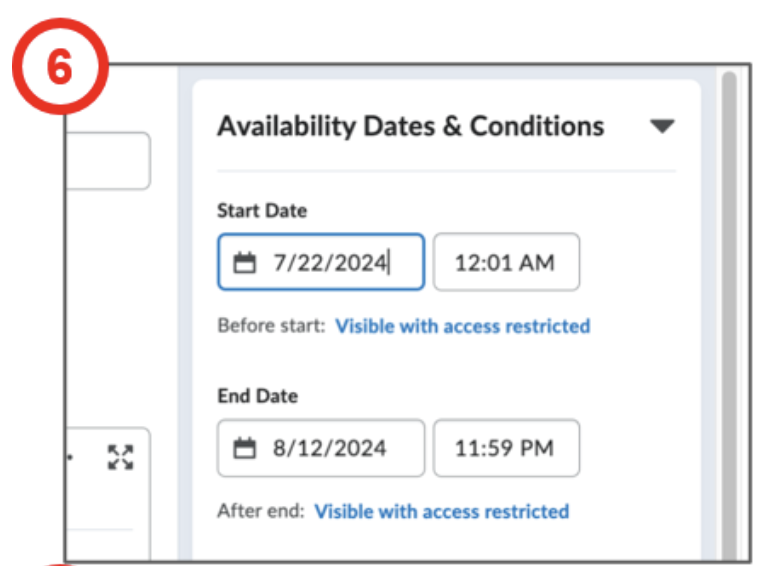 6
Availability Dates & Conditions
Start Date
7/22/2024 12:01 AM
Before start: Visible with access restricted
End Date
8/12/2024 11:59 PM
After end: Visible with access restricted